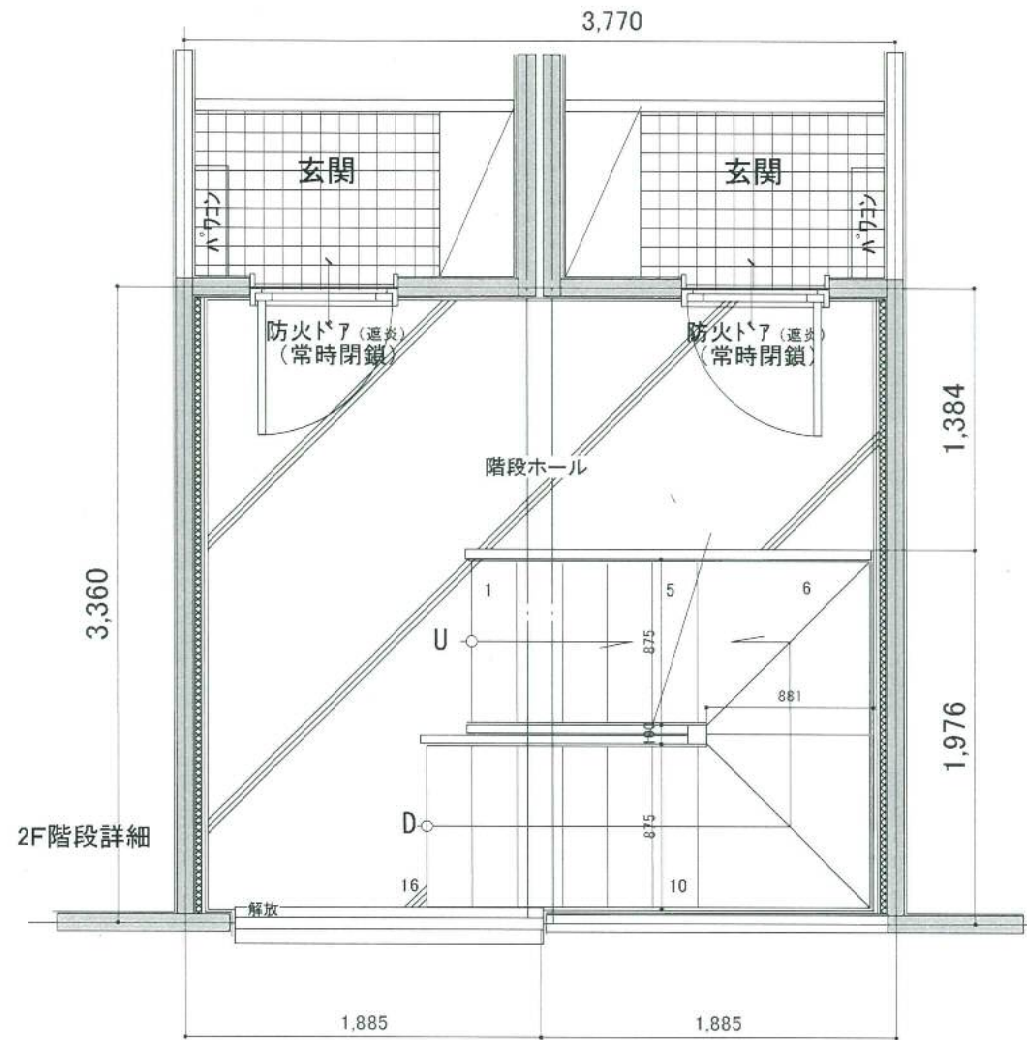 3,770
玄関
玄関
パワコン
パワコン
防火ドア(遮炎)
(常時閉鎖)
防火ドア(遮炎)
(常時閉鎖)
1,384
階段ホール
3,360
1
5
6
U
875
881
100
1,976
D
875
2F階段詳細
16
10
解放
1,885
1,885